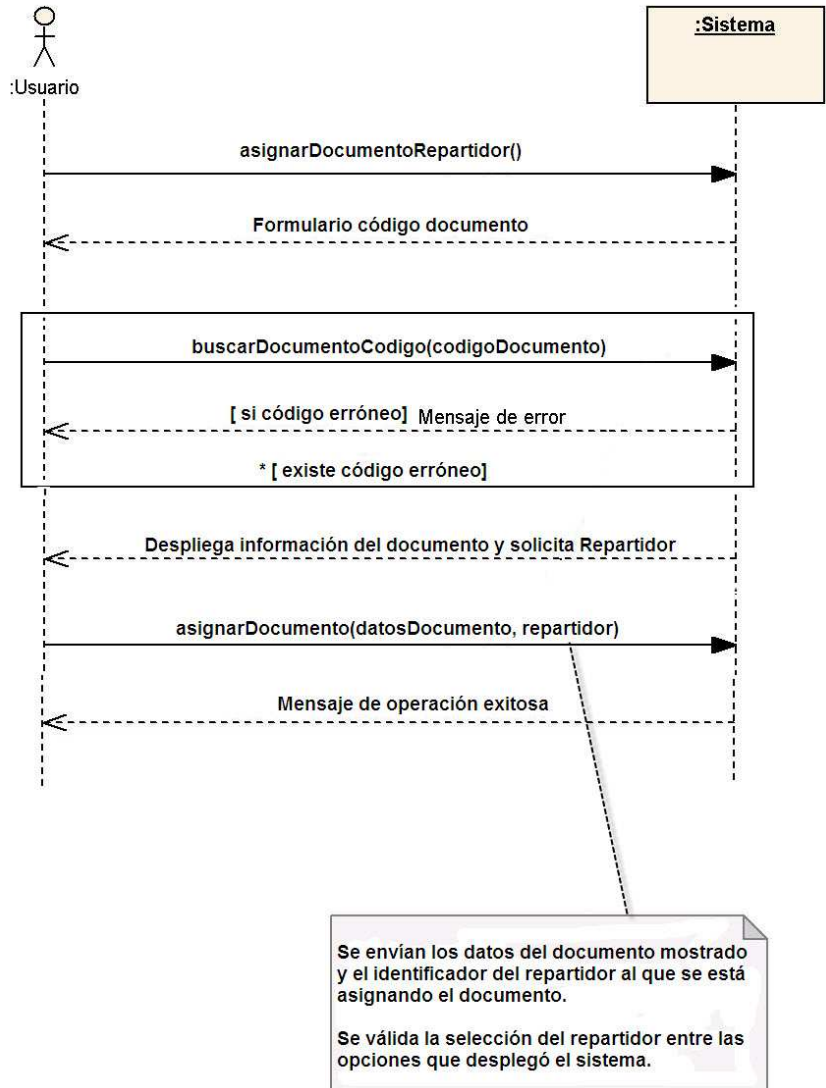 :Usuario
:Sistema
asignarDocumentoRepartidor()
Formulario código documento
buscarDocumentoCodigo(codigoDocumento)
[ si código erróneo] Mensaje de error
* [ existe código erróneo]
Despliega información del documento y solicita Repartidor
asignarDocumento(datosDocumento, repartidor)
Mensaje de operación exitosa
Se envían los datos del documento mostrado
y el identificador del repartidor al que se está
asignando el documento.
Se válida la selección del repartidor entre las
opciones que desplegó el sistema.